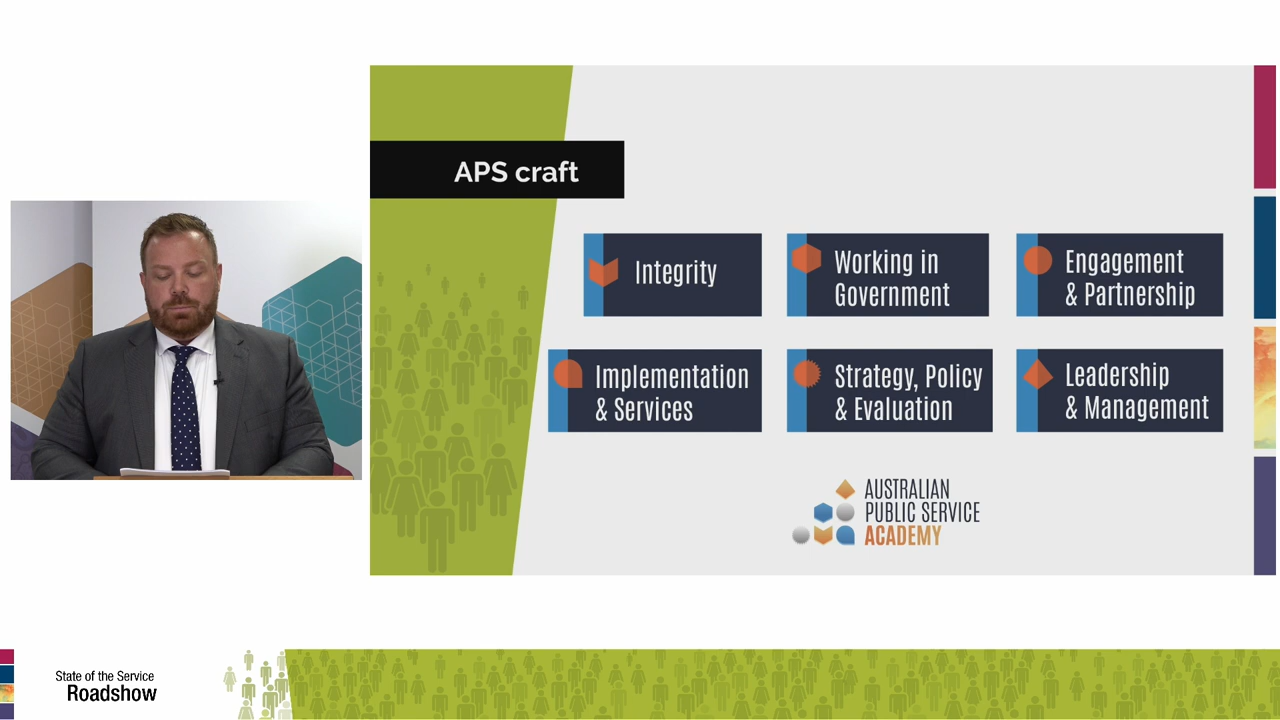 APS craft
Integrity
Working in
Government
Engagement
& Partnership
Implementation
& Services
Strategy, Policy
& Evaluation
Leadership
& Management
AUSTRALIAN
PUBLIC SERVICE
ACADEMY
State of the Service
Roadshow